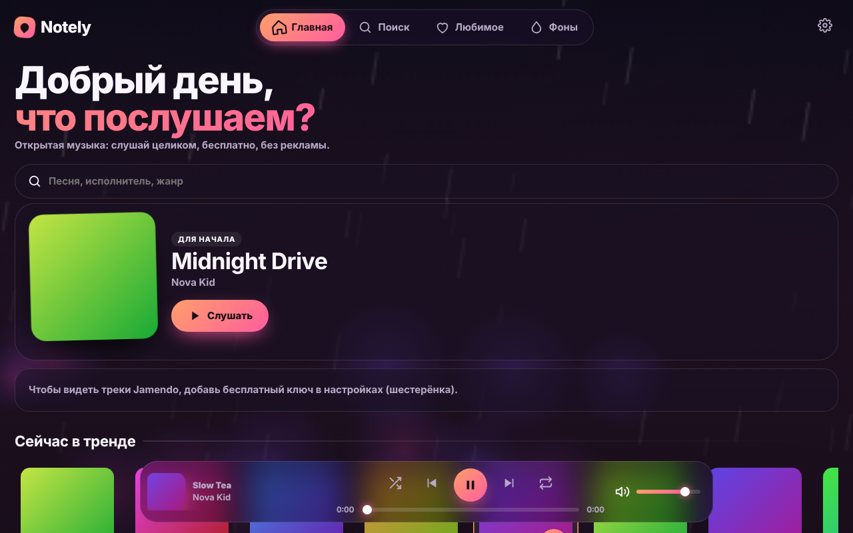 Notely
Главная
Поиск
Любимое
Фоны
Добрый день,
что послушаем?
Открытая музыка: слушай целиком, бесплатно, без рекламы.
Песня, исполнитель, жанр
ДЛЯ НАЧАЛА
Midnight Drive
Nova Kid
Слушать
Чтобы видеть треки Jamendo, добавь бесплатный ключ в настройках (шестерёнка).
Сейчас в тренде
Slow Tea
Nova Kid
0:00
0:00